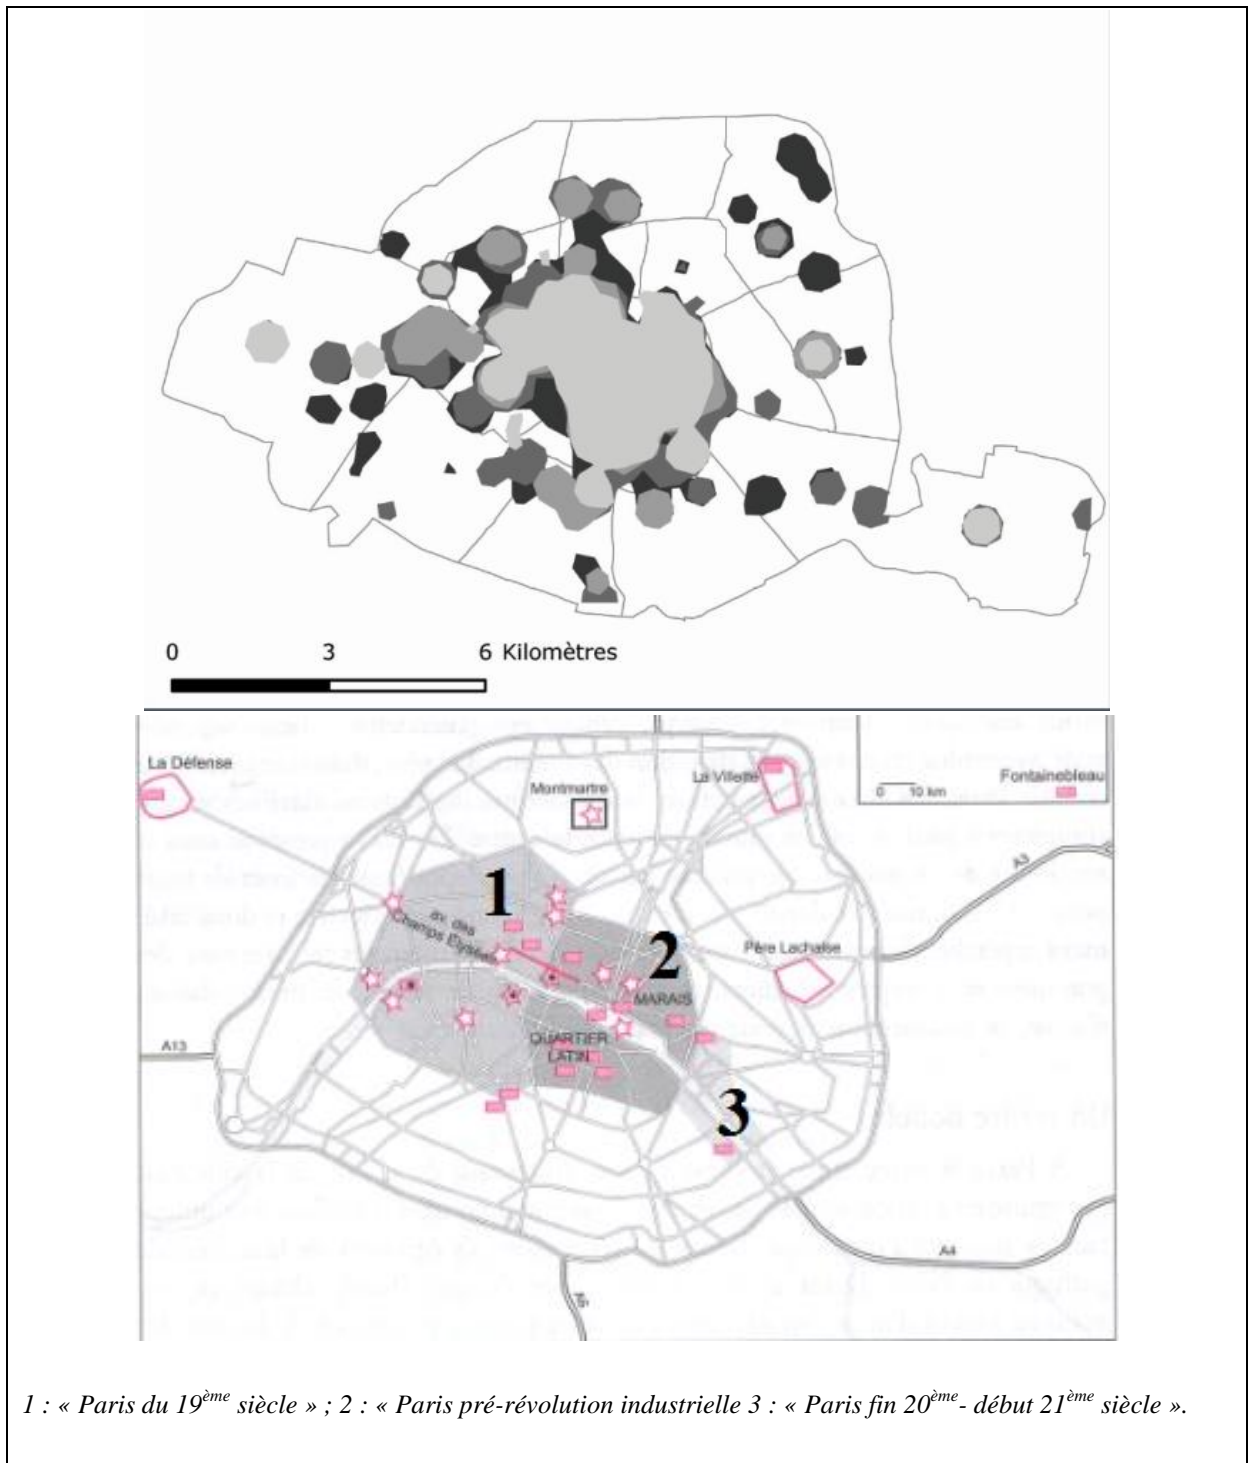 0 3 6 Kilomètres
La Défense
Montmartre
La Villette
Fontainebleau
0 10 km
A3
1
av. des
Champs Elysées
2
Père Lachaise
MARAIS
QUARTIER
LATIN
A13
3
A4
1 : « Paris du 19ème siècle » ; 2 : « Paris pré-révolution industrielle 3 : « Paris fin 20ème- début 21ème siècle ».